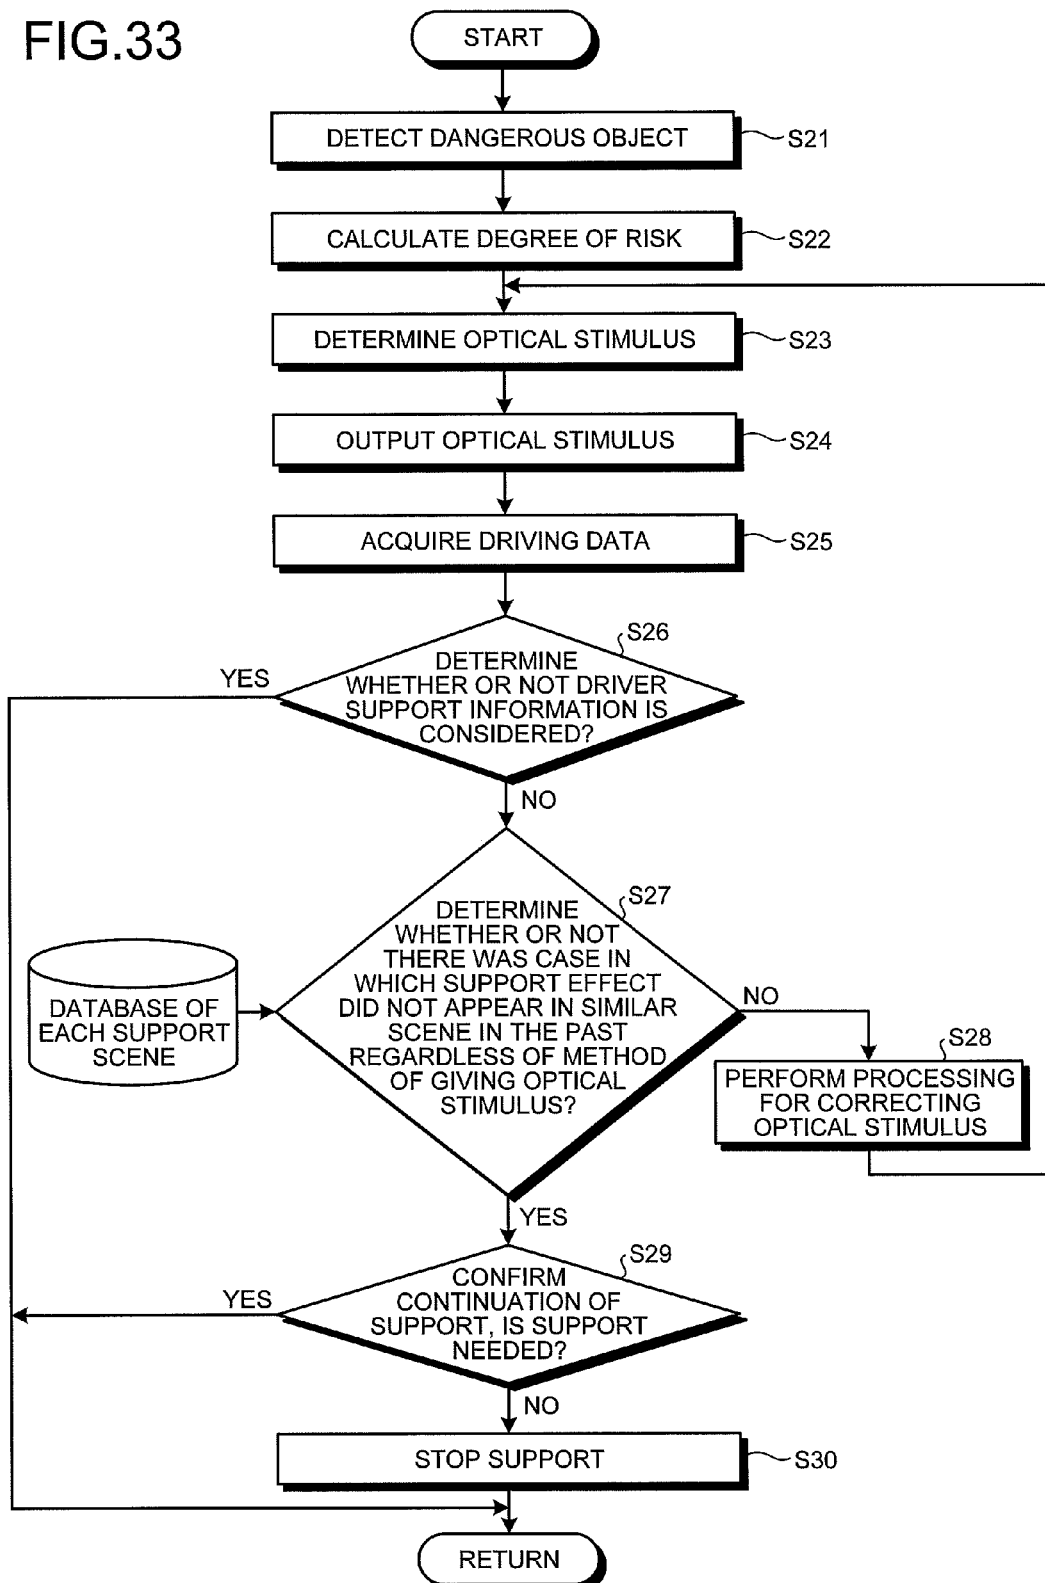 FIG.33
START
DETECT DANGEROUS OBJECT
S21
CALCULATE DEGREE OF RISK
S22
DETERMINE OPTICAL STIMULUS
S23
OUTPUT OPTICAL STIMULUS
S24
ACQUIRE DRIVING DATA
S25
S26
YES
DETERMINE
WHETHER OR NOT DRIVER
SUPPORT INFORMATION IS
CONSIDERED?
NO
S27
DETERMINE
WHETHER OR NOT
THERE WAS CASE IN
WHICH SUPPORT EFFECT
DID NOT APPEAR IN SIMILAR
SCENE IN THE PAST
REGARDLESS OF METHOD
OF GIVING OPTICAL
STIMULUS?
DATABASE OF
EACH SUPPORT
SCENE
NO
S28
PERFORM PROCESSING
FOR CORRECTING
OPTICAL STIMULUS
YES
S29
YES
CONFIRM
CONTINUATION OF
SUPPORT, IS SUPPORT
NEEDED?
NO
STOP SUPPORT
S30
RETURN